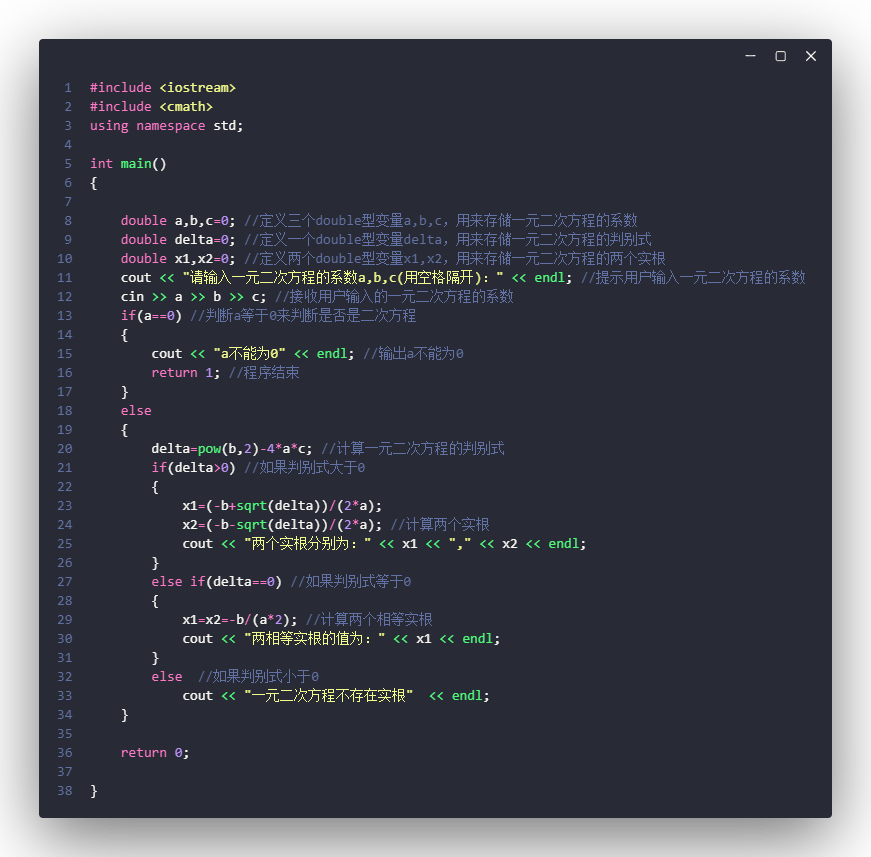 1 #include <iostream>
2 #include <cmath>
3 using namespace std;
4
5 int main()
6 {
7
8     double a,b,c=0; //定义三个double型变量a,b,c，用来存储一元二次方程的系数
9     double delta=0; //定义一个double型变量delta，用来存储一元二次方程的判别式
10     double x1,x2=0; //定义两个double型变量x1,x2，用来存储一元二次方程的两个实根
11     cout << "请输入一元二次方程的系数a,b,c(用空格隔开)：" << endl; //提示用户输入一元二次方程的系数
12     cin >> a >> b >> c; //接收用户输入的一元二次方程的系数
13     if(a==0) //判断a等于0来判断是否是二次方程
14     {
15         cout << "a不能为0" << endl; //输出a不能为0
16         return 1; //程序结束
17     }
18     else
19     {
20         delta=pow(b,2)-4*a*c; //计算一元二次方程的判别式
21         if(delta>0) //如果判别式大于0
22         {
23             x1=(-b+sqrt(delta))/(2*a);
24             x2=(-b-sqrt(delta))/(2*a); //计算两个实根
25             cout << "两个实根分别为：" << x1 << "," << x2 << endl;
26         }
27         else if(delta==0) //如果判别式等于0
28         {
29             x1=x2=-b/(a*2); //计算两个相等实根
30             cout << "两相等实根的值为：" << x1 << endl;
31         }
32         else  //如果判别式小于0
33             cout << "一元二次方程不存在实根"  << endl;
34     }
35
36     return 0;
37
38 }